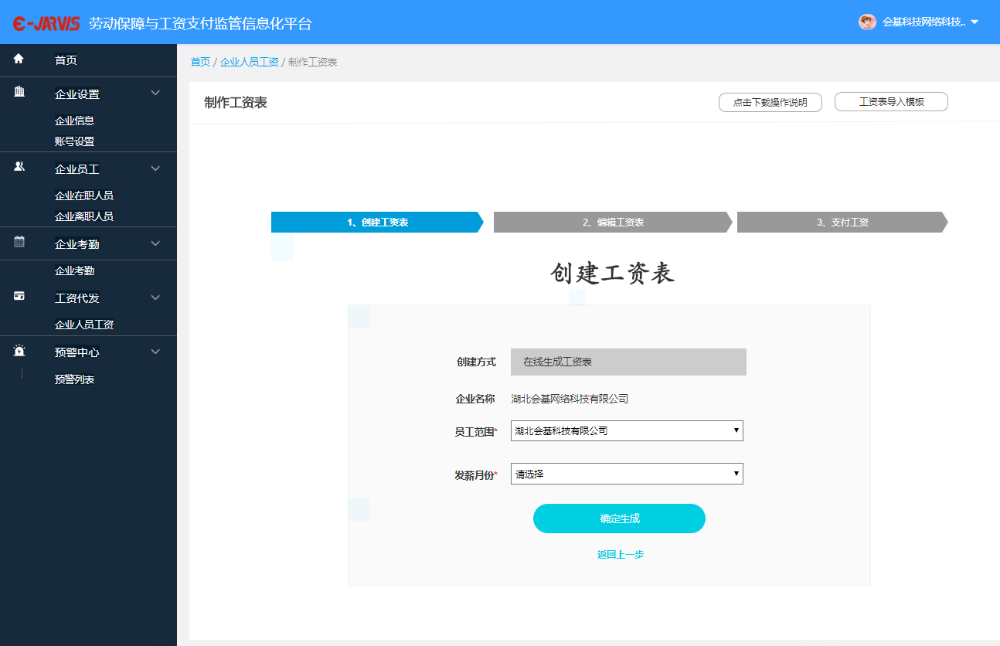 e-JARVIS 劳动保障与工资支付监管信息化平台
会基科技网络科技..
首页
企业设置
企业信息
账号设置
企业员工
企业在职人员
企业离职人员
企业考勤
企业考勤
工资代发
企业人员工资
预警中心
预警列表
首页 / 企业人员工资 / 制作工资表
制作工资表
点击下载操作说明
工资表导入模板
1、创建工资表
2、编辑工资表
3、支付工资
创建工资表
创建方式 在线生成工资表
企业名称 湖北会基网络科技有限公司
员工范围* 湖北会基科技有限公司
发薪月份* 请选择
确定生成
返回上一步